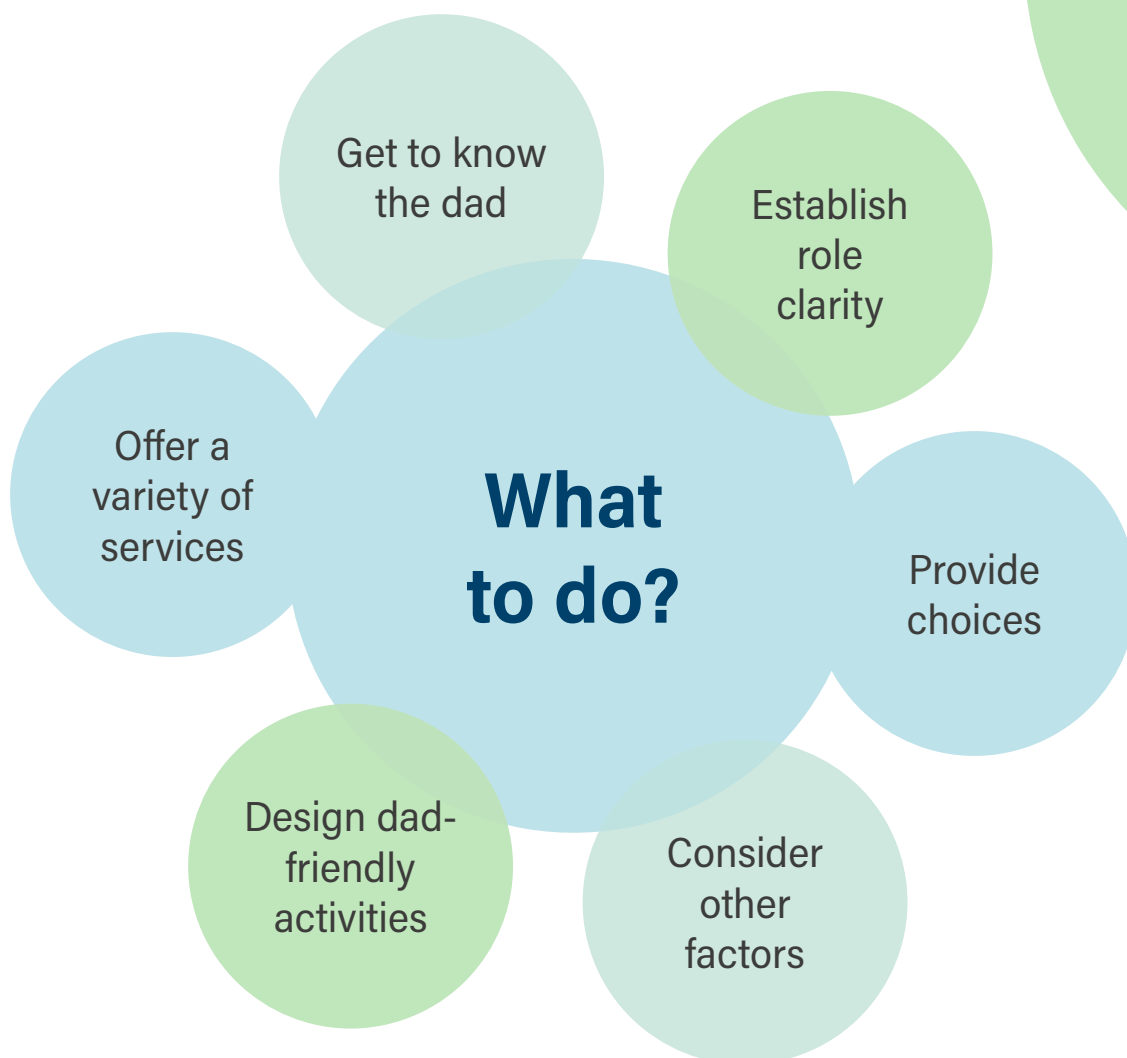 Get to know
the dad
Establish
role
clarity
Offer a
variety of
services
What
to do?
Provide
choices
Design dad-
friendly
activities
Consider
other
factors